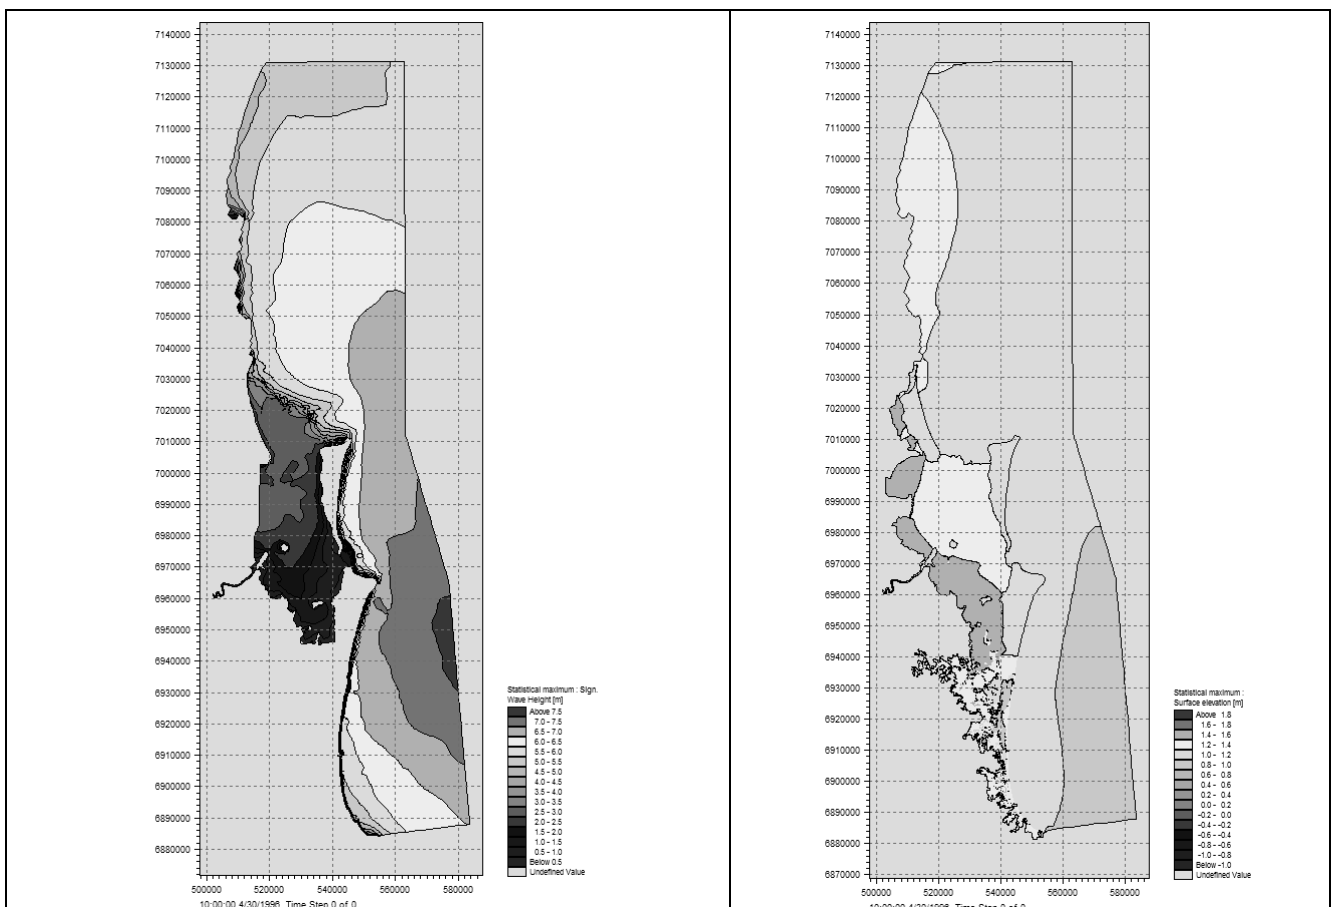 7140000
7130000
7120000
7110000
7100000
7090000
7080000
7070000
7060000
7050000
7040000
7030000
7020000
7010000
7000000
6990000
6980000
6970000
6960000
6950000
6940000
6930000
6920000
6910000
6900000
6890000
6880000
500000 520000 540000 560000 580000
Statistical maximum : Sign.
Wave Height [m]
Above 7.5
7.0 - 7.5
6.5 - 7.0
6.0 - 6.5
5.5 - 6.0
5.0 - 5.5
4.5 - 5.0
4.0 - 4.5
3.5 - 4.0
3.0 - 3.5
2.5 - 3.0
2.0 - 2.5
1.5 - 2.0
1.0 - 1.5
0.5 - 1.0
Below 0.5
Undefined Value
10:00:00 4/30/1996 Time Step 0 of 0
7140000
7130000
7120000
7110000
7100000
7090000
7080000
7070000
7060000
7050000
7040000
7030000
7020000
7010000
7000000
6990000
6980000
6970000
6960000
6950000
6940000
6930000
6920000
6910000
6900000
6890000
6880000
6870000
500000 520000 540000 560000 580000
Statistical maximum :
Surface elevation [m]
Above 1.8
1.6 - 1.8
1.4 - 1.6
1.2 - 1.4
1.0 - 1.2
0.8 - 1.0
0.6 - 0.8
0.4 - 0.6
0.2 - 0.4
0.0 - 0.2
-0.2 - 0.0
-0.4 - -0.2
-0.6 - -0.4
-0.8 - -0.6
-1.0 - -0.8
Below -1.0
Undefined Value
10:00:00 4/30/1996 Time Step 0 of 0